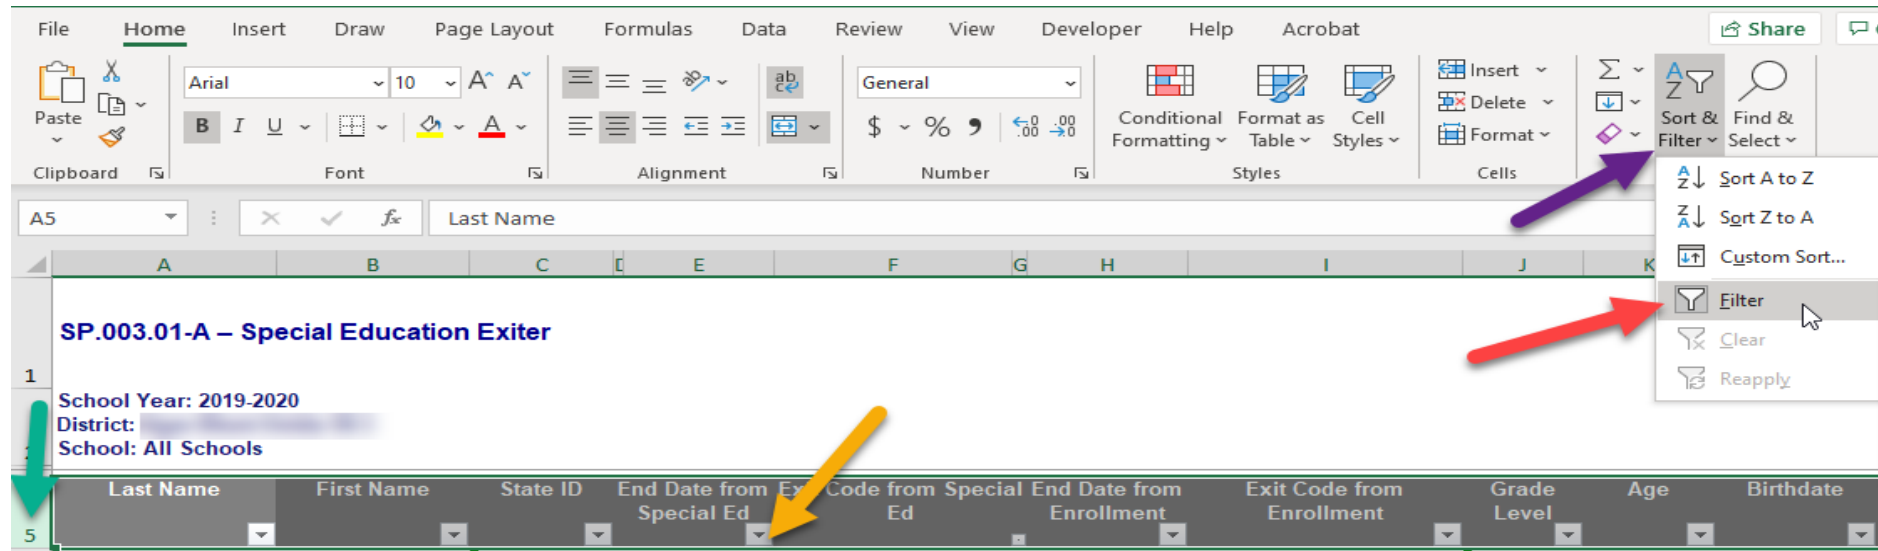 File Home Insert Draw Page Layout Formulas Data Review View Developer Help Acrobat Share
Arial 10 A A ab General Insert Σ A
Z
Paste Conditional Format as Cell Delete Sort & Find &
B I U A $ % 9 Formatting Table Styles Format Filter Select
Clipboard Font Alignment Number Styles Cells
Sort A to Z
A5 fx Last Name Sort Z to A
Custom Sort...
A B C D E F G H I J K
Filter
SP.003.01-A – Special Education Exiter
Clear
1
Reapply
School Year: 2019-2020
District:
School: All Schools
Last Name First Name State ID End Date from Code from Special End Date from Exit Code from Grade Age Birthdate
Special Ed Ed Enrollment Enrollment Level
5